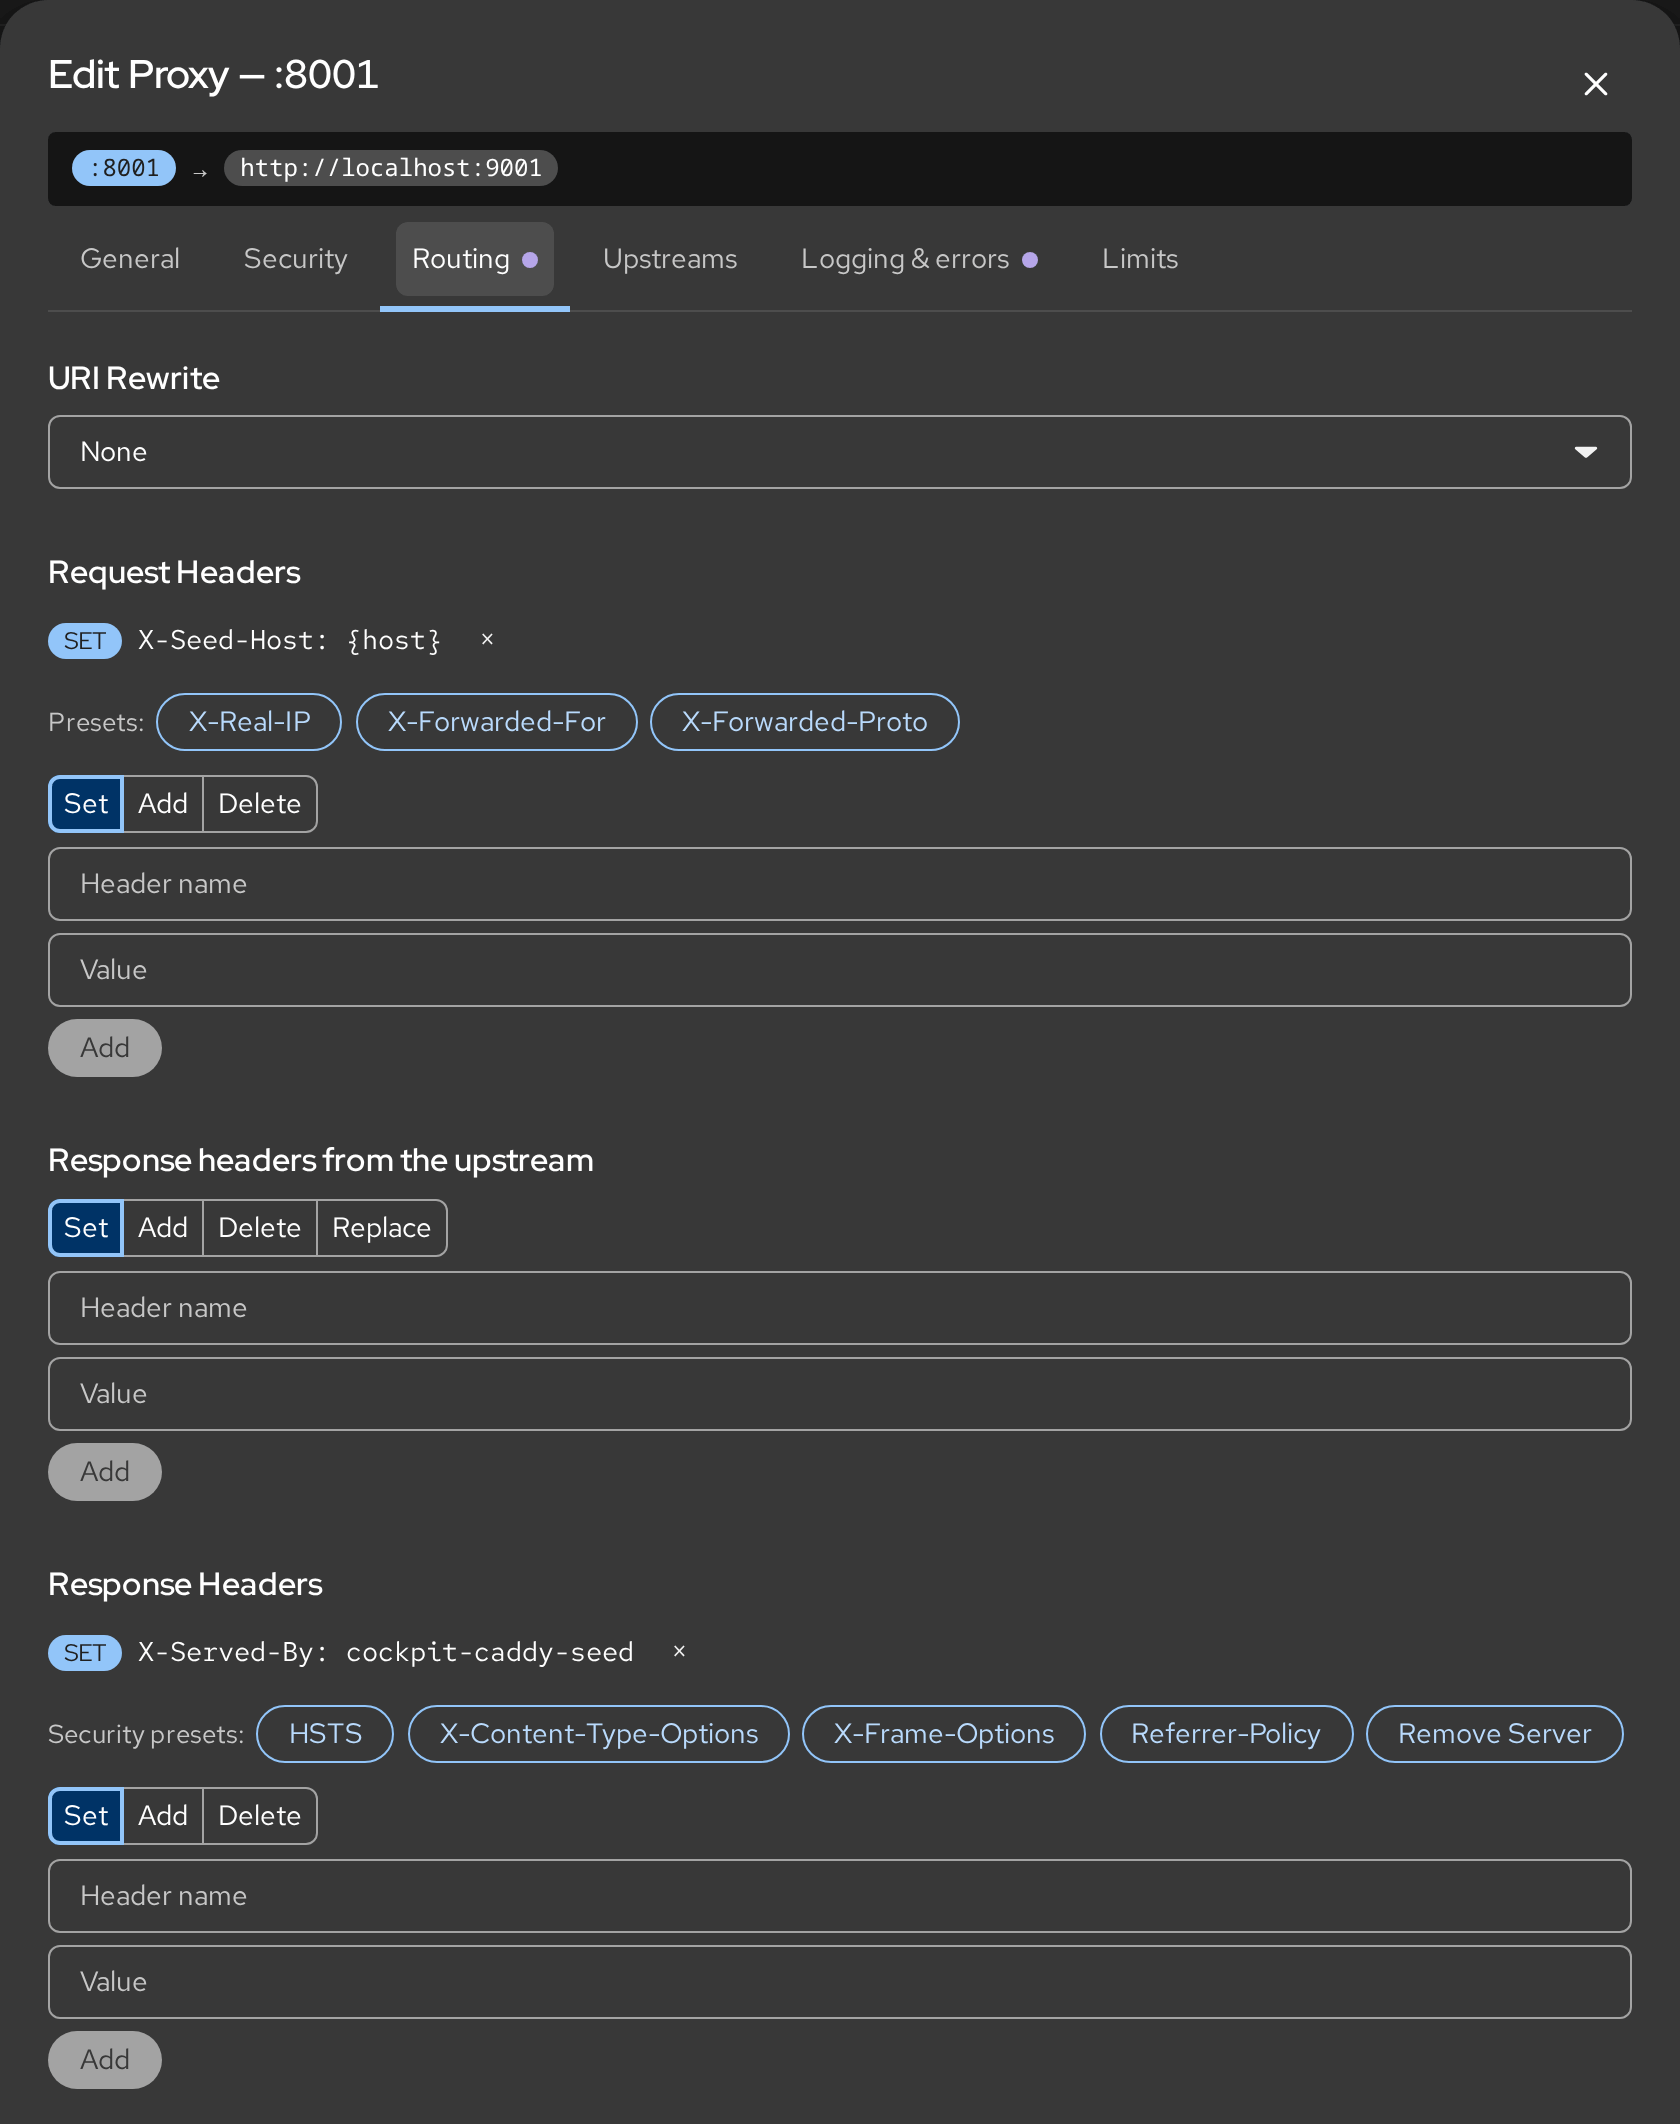 Edit Proxy – :8001
:8001 → http://localhost:9001
General Security Routing Upstreams Logging & errors Limits
URI Rewrite
None
Request Headers
SET X-Seed-Host: {host} ×
Presets: X-Real-IP X-Forwarded-For X-Forwarded-Proto
Set Add Delete
Header name
Value
Add
Response headers from the upstream
Set Add Delete Replace
Header name
Value
Add
Response Headers
SET X-Served-By: cockpit-caddy-seed ×
Security presets: HSTS X-Content-Type-Options X-Frame-Options Referrer-Policy Remove Server
Set Add Delete
Header name
Value
Add